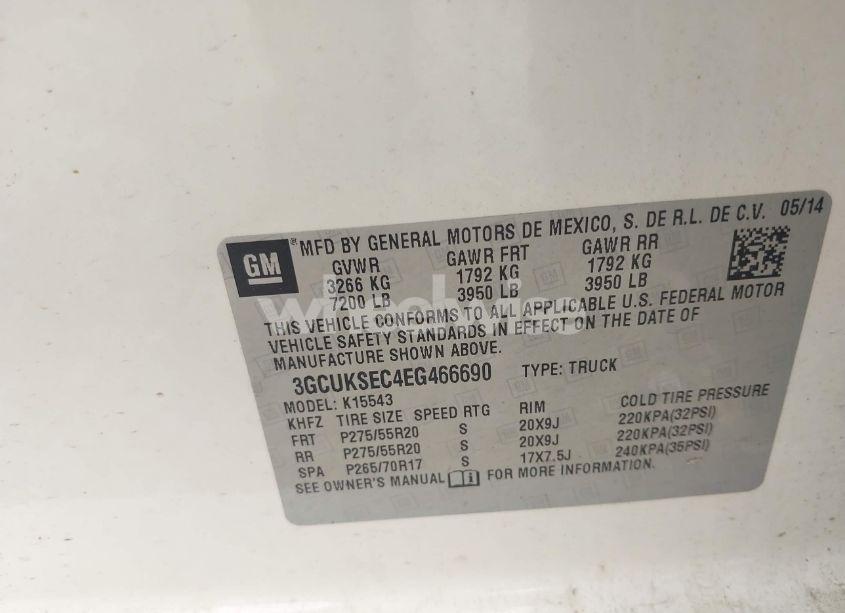 GM
® MFD BY GENERAL MOTORS DE MEXICO, S. DE R.L. DE C.V. 05/14
GVWR GAWR FRT GAWR RR
3266 KG 1792 KG 1792 KG
7200 LB 3950 LB 3950 LB
THIS VEHICLE CONFORMS TO ALL APPLICABLE U.S. FEDERAL MOTOR
VEHICLE SAFETY STANDARDS IN EFFECT ON THE DATE OF
MANUFACTURE SHOWN ABOVE.
3GCUKSEC4EG466690 TYPE: TRUCK
MODEL: K15543
KHFZ TIRE SIZE SPEED RTG RIM COLD TIRE PRESSURE
FRT P275/55R20 S 20X9J 220KPA(32PSI)
RR P275/55R20 S 20X9J 220KPA(32PSI)
SPA P265/70R17 S 17X7.5J 240KPA(35PSI)
SEE OWNER'S MANUAL FOR MORE INFORMATION.